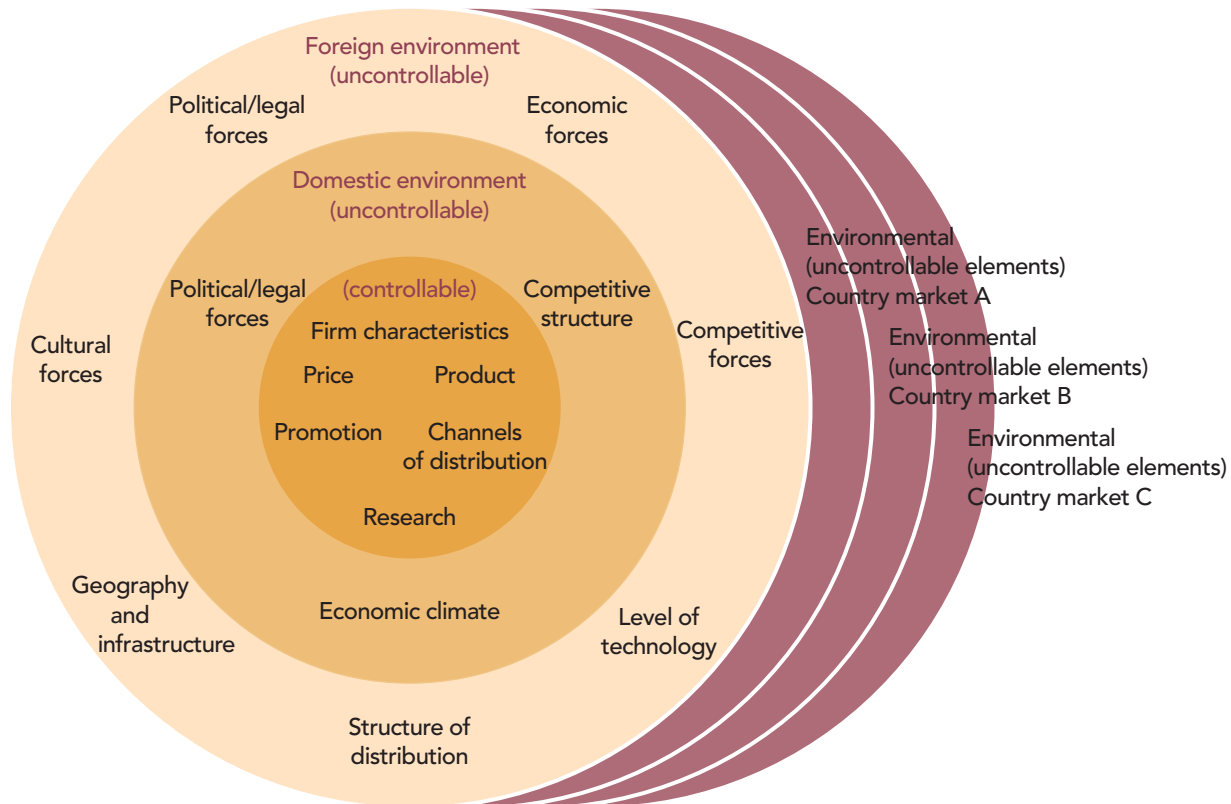 Foreign environment
(uncontrollable)
Political/legal
forces
Economic
forces
Domestic environment
(uncontrollable)
Political/legal
forces
(controllable)
Competitive
structure
Firm characteristics
Price
Product
Promotion
Channels
of distribution
Research
Cultural
forces
Competitive
forces
Environmental
(uncontrollable elements)
Country market A
Environmental
(uncontrollable elements)
Country market B
Environmental
(uncontrollable elements)
Country market C
Geography
and
infrastructure
Economic climate
Level of
technology
Structure of
distribution